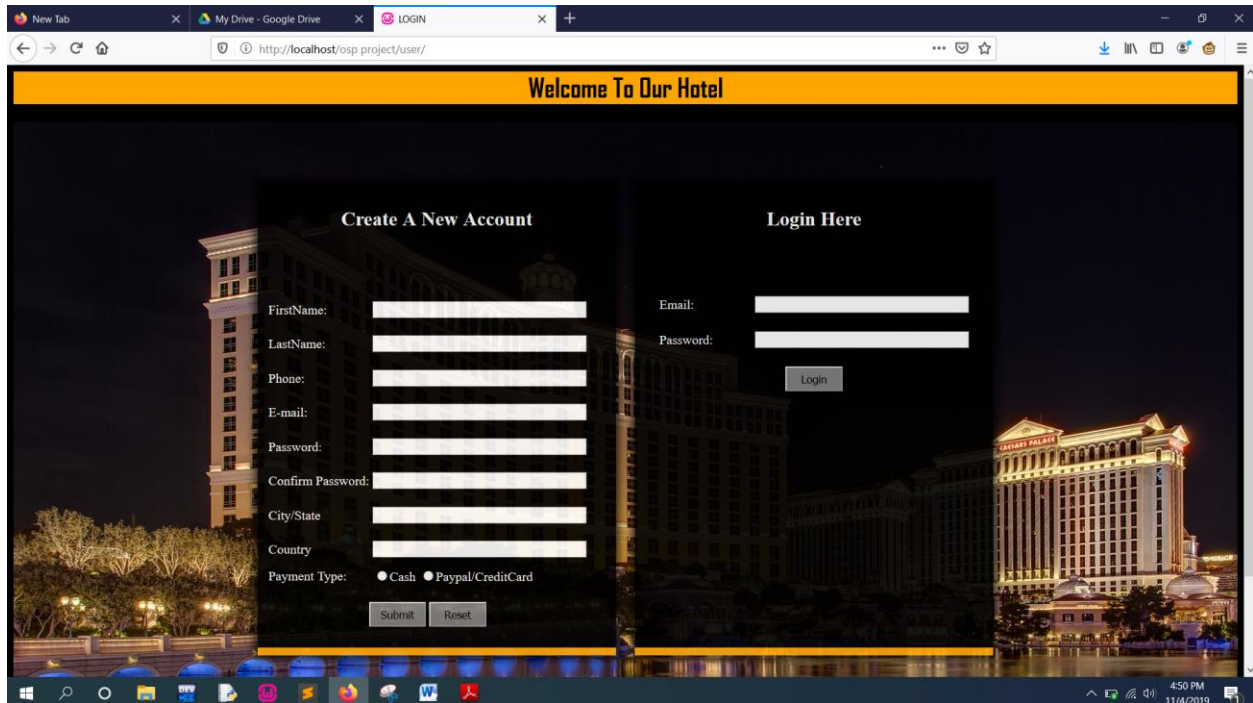 New Tab
My Drive - Google Drive
LOGIN
http://localhost/osp project/user/
Welcome To Our Hotel
Create A New Account
FirstName:
LastName:
Phone:
E-mail:
Password:
Confirm Password:
City/State
Country
Payment Type: Cash Paypal/CreditCard
Submit Reset
Login Here
Email:
Password:
Login
CAESARS PALACE
4:50 PM
11/4/2019